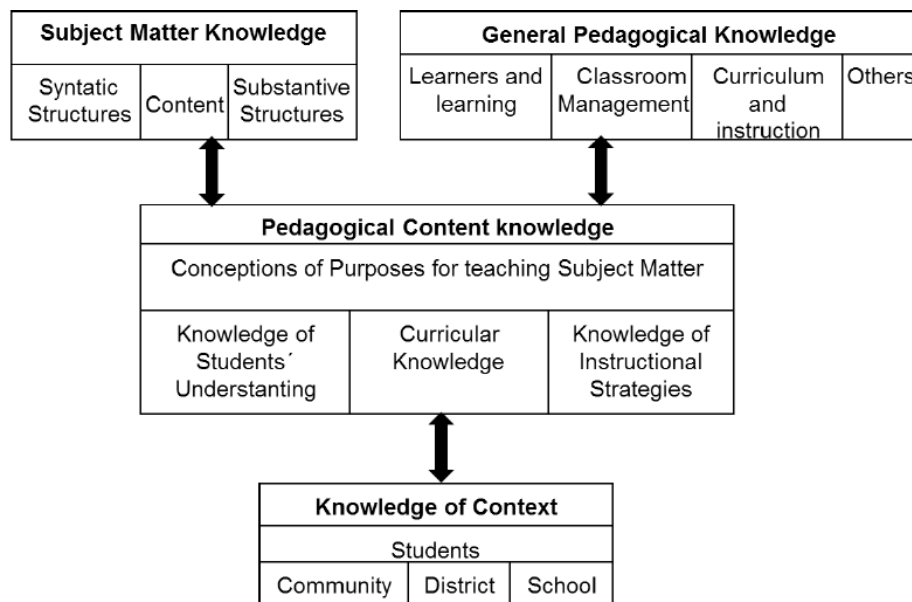 Subject Matter Knowledge
Syntatic
Structures
Content
Substantive
Structures
General Pedagogical Knowledge
Learners and
learning
Classroom
Management
Curriculum
and
instruction
Others
Pedagogical Content knowledge
Conceptions of Purposes for teaching Subject Matter
Knowledge of
Students´
Understanting
Curricular
Knowledge
Knowledge of
Instructional
Strategies
Knowledge of Context
Students
Community
District
School